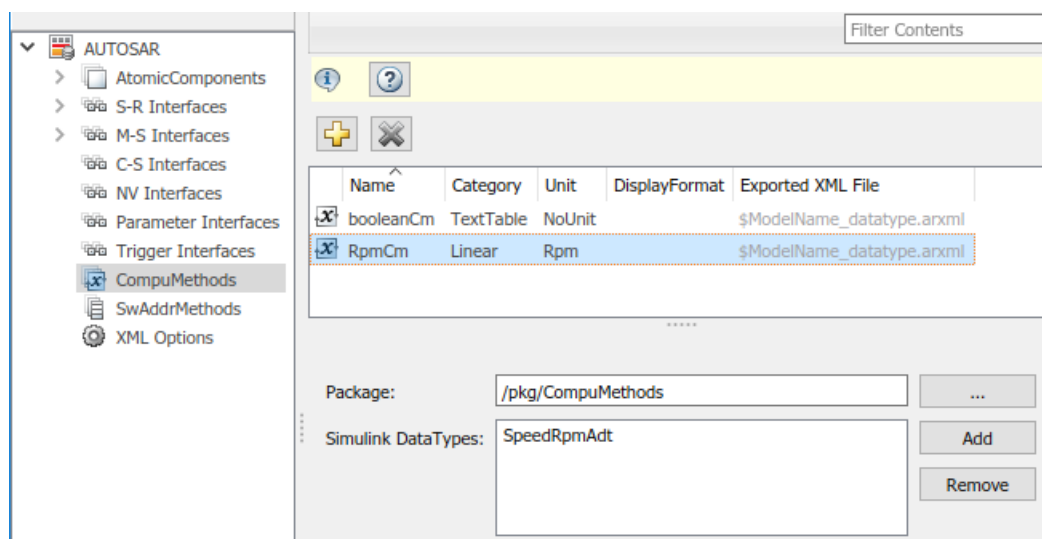 Filter Contents
AUTOSAR
AtomicComponents
S-R Interfaces
M-S Interfaces
C-S Interfaces
NV Interfaces
Parameter Interfaces
Trigger Interfaces
CompuMethods
SwAddrMethods
XML Options
Name Category Unit DisplayFormat Exported XML File
booleanCm TextTable NoUnit $ModelName_datatype.arxml
RpmCm Linear Rpm $ModelName_datatype.arxml
Package: /pkg/CompuMethods ...
Simulink DataTypes: SpeedRpmAdt Add
Remove